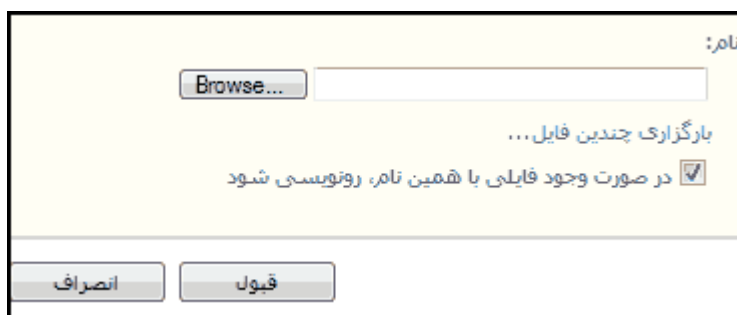 نام:
Browse...
بارگزاری چندین فایل...
در صورت وجود فایلی با همین نام، رونویسی شود
قبول
انصراف